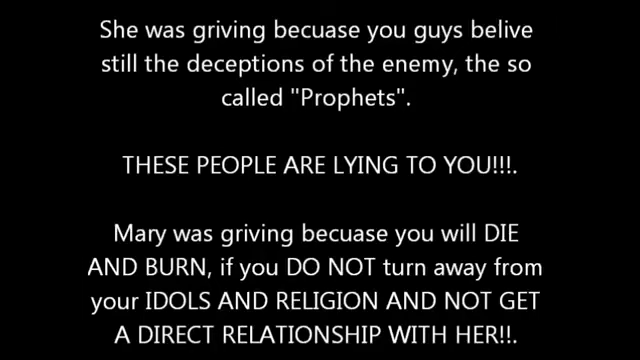 She was griving becuase you guys belive
still the deceptions of the enemy, the so
called "Prophets".
THESE PEOPLE ARE LYING TO YOU!!!.
Mary was griving becuase you will DIE
AND BURN, if you DO NOT turn away from
your IDOLS AND RELIGION AND NOT GET
A DIRECT RELATIONSHIP WITH HER!!.